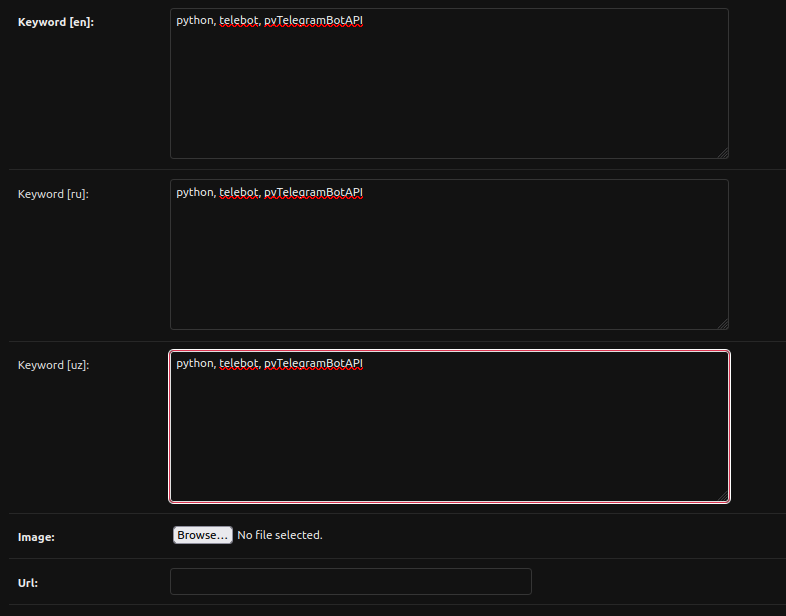 Keyword [en]:
python, telebot, pyTelegramBotAPI
Keyword [ru]:
python, telebot, pyTelegramBotAPI
Keyword [uz]:
python, telebot, pyTelegramBotAPI
Image:
Browse... No file selected.
Url: